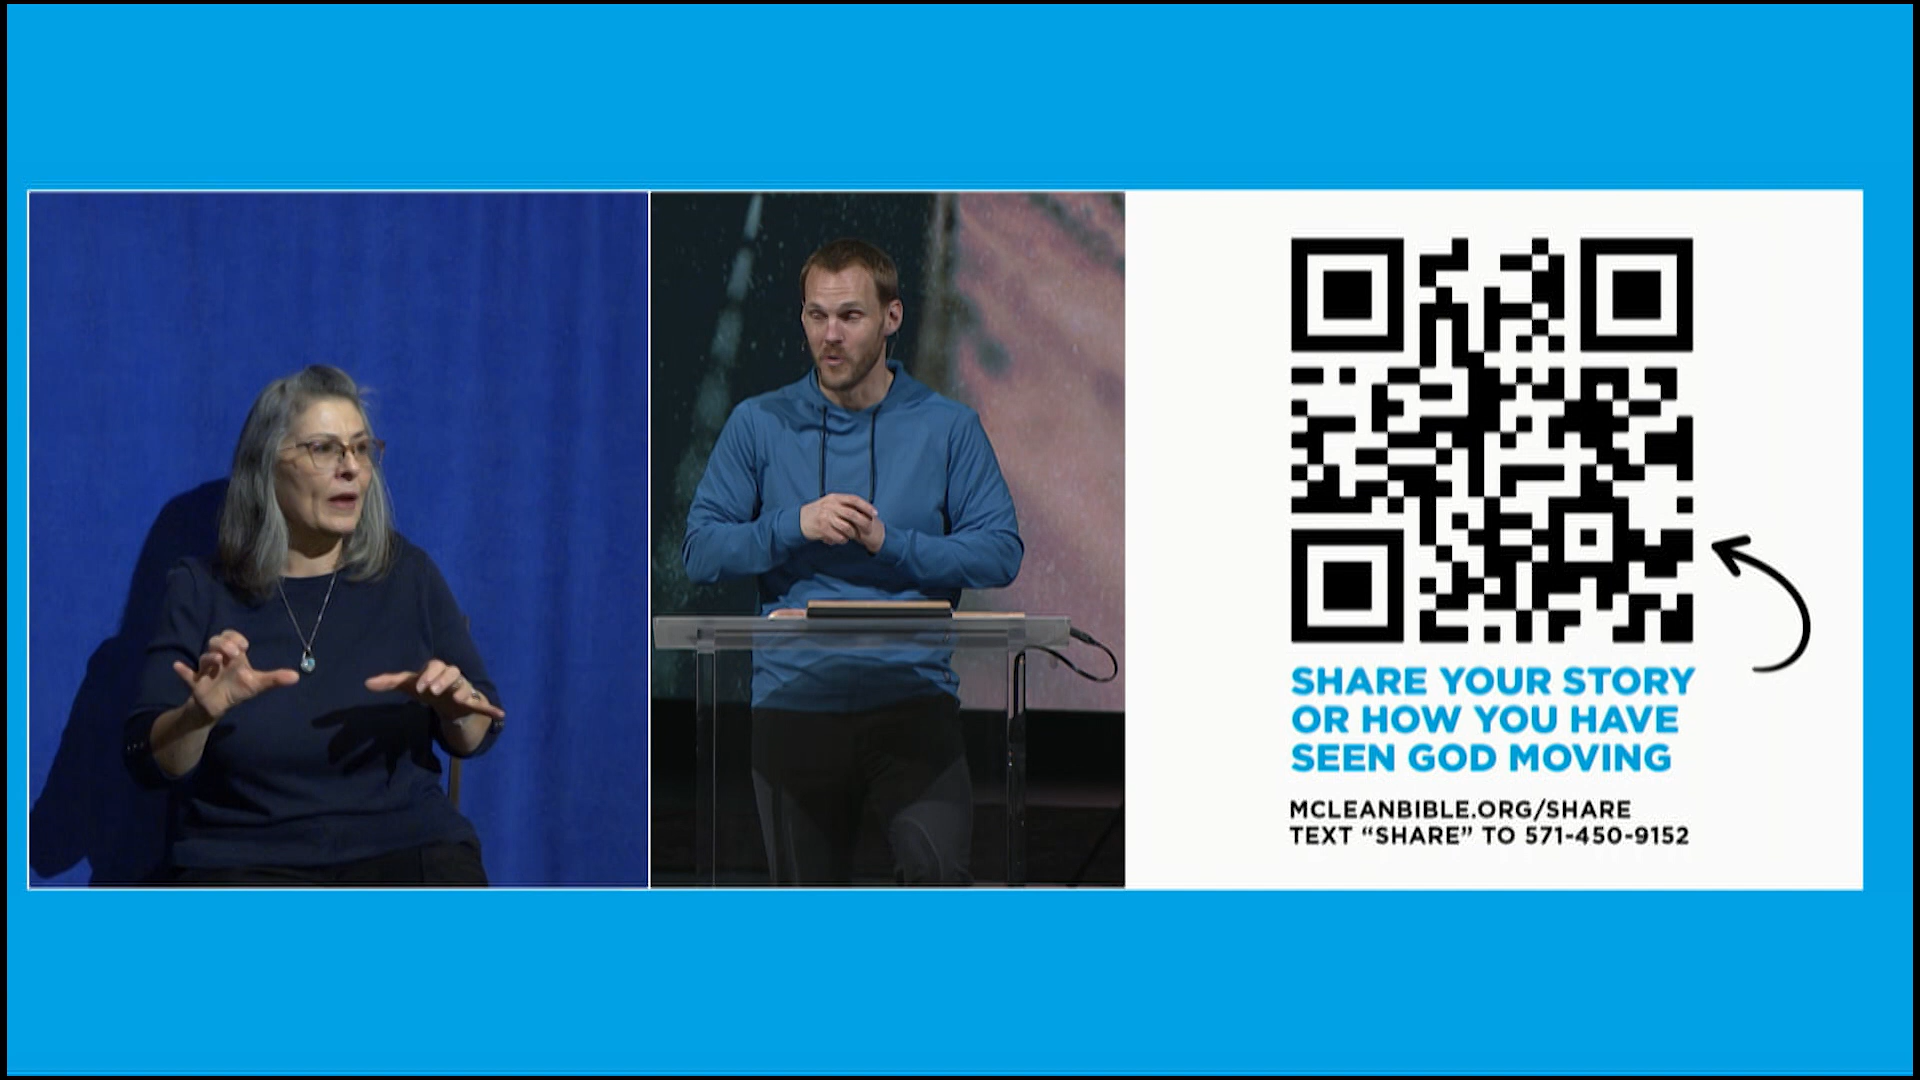 SHARE YOUR STORY
OR HOW YOU HAVE
SEEN GOD MOVING
MCLEANBIBLE.ORG/SHARE
TEXT “SHARE” TO 571-450-9152